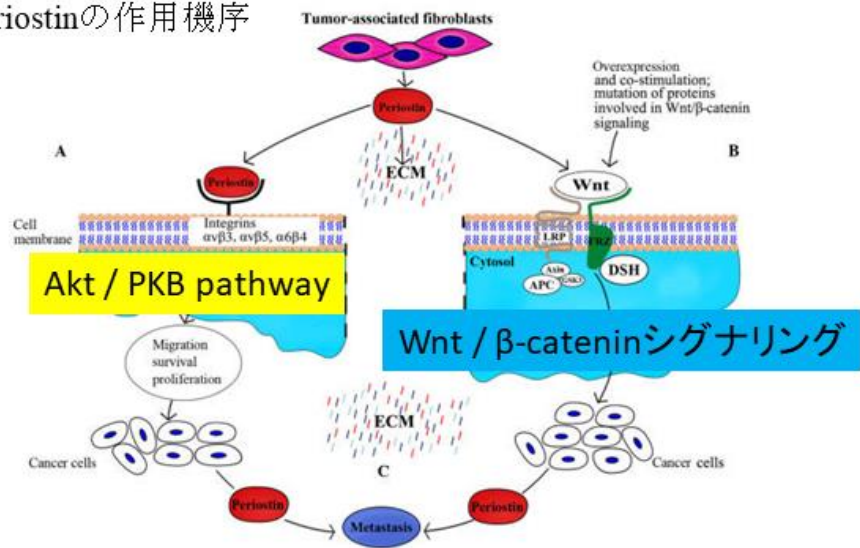 riostinの作用機序
Tumor-associated fibroblasts
Periostin
Overexpression
and co-stimulation;
mutation of proteins
involved in Wnt/β-catenin
signaling
A
B
ECM
Periostin
Wnt
Cell
membrane
Integrins
αvβ3, αvβ5, α6β4
LRP
FRZ
Cytosol
Axin
GSK3
APC
DSH
Akt / PKB pathway
Wnt / β-cateninシグナリング
Migration
survival
proliferation
ECM
C
Cancer cells
Cancer cells
Periostin
Periostin
Metastasis